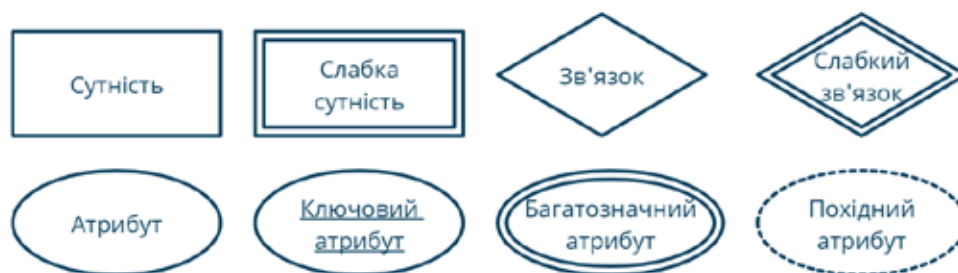 Сутність
Слабка
сутність
Зв'язок
Слабкий
зв'язок
Атрибут
Ключовий
атрибут
Багатозначний
атрибут
Похідний
атрибут